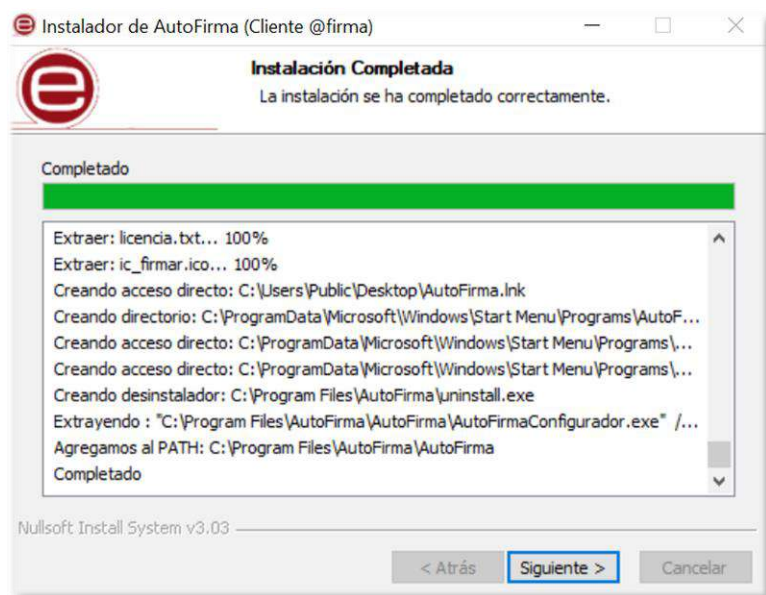 Instalador de AutoFirma (Cliente @firma)
Instalación Completada
La instalación se ha completado correctamente.
Completado
Extraer: licencia.txt... 100%
Extraer: ic_firmar.ico... 100%
Creando acceso directo: C:\Users\Public\Desktop\AutoFirma.lnk
Creando directorio: C:\ProgramData\Microsoft\Windows\Start Menu\Programs\AutoF...
Creando acceso directo: C:\ProgramData\Microsoft\Windows\Start Menu\Programs\...
Creando acceso directo: C:\ProgramData\Microsoft\Windows\Start Menu\Programs\...
Creando desinstalador: C:\Program Files\AutoFirma\uninstall.exe
Extrayendo : "C:\Program Files\AutoFirma\AutoFirma\AutoFirmaConfigurador.exe" /...
Agregamos al PATH: C:\Program Files\AutoFirma\AutoFirma
Completado
Nullsoft Install System v3.03
< Atrás Siguiente > Cancelar